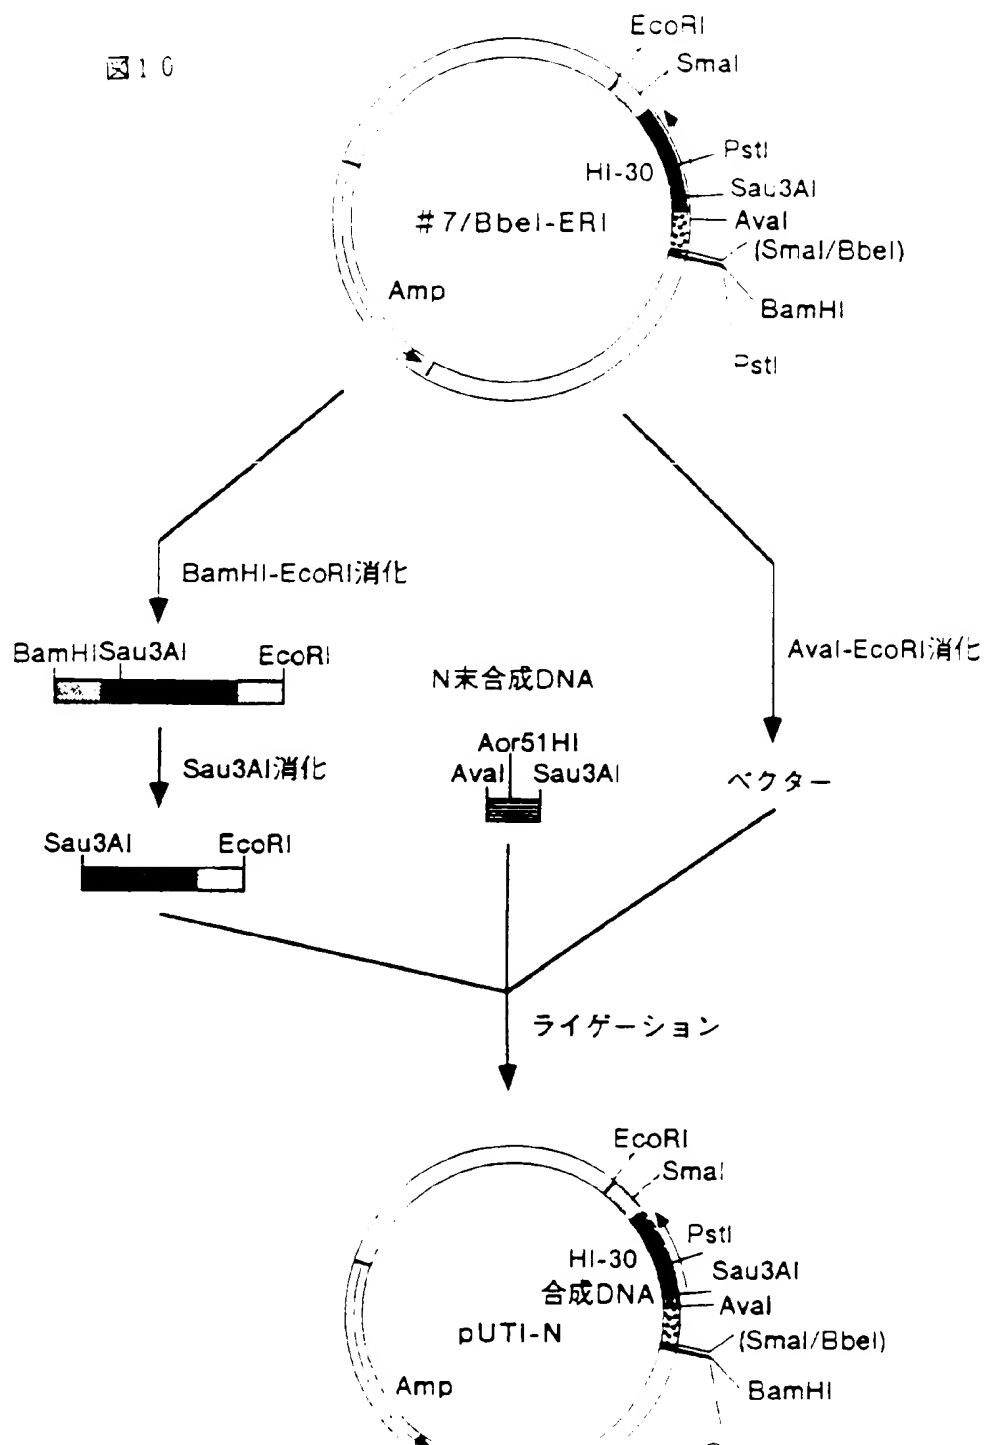 図10
EcoRI
SmaI
PstI
HI-30
Sau3AI
AvaI
#7/BbeI-ERI
(SmaI/BbeI)
Amp
BamHI
PstI
BamHI-EcoRI消化
AvaI-EcoRI消化
BamHI Sau3AI EcoRI
N末合成DNA
Sau3AI消化
Aor51HI
AvaI Sau3AI
ベクター
Sau3AI EcoRI
ライゲーション
EcoRI
SmaI
PstI
HI-30
Sau3AI
合成DNA
AvaI
pUTI-N
(SmaI/BbeI)
Amp
BamHI